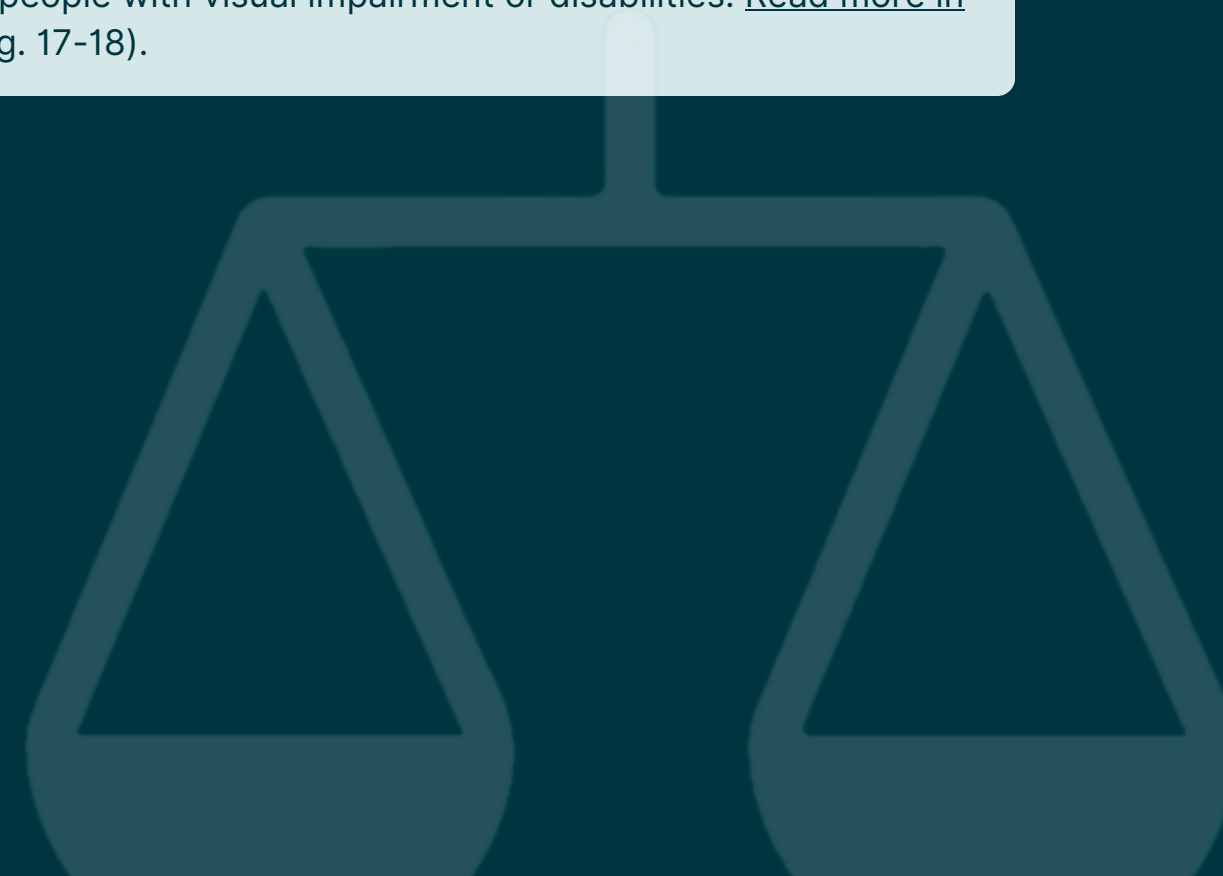 people with visual impairment or disabilities. Read more in
g. 17-18).